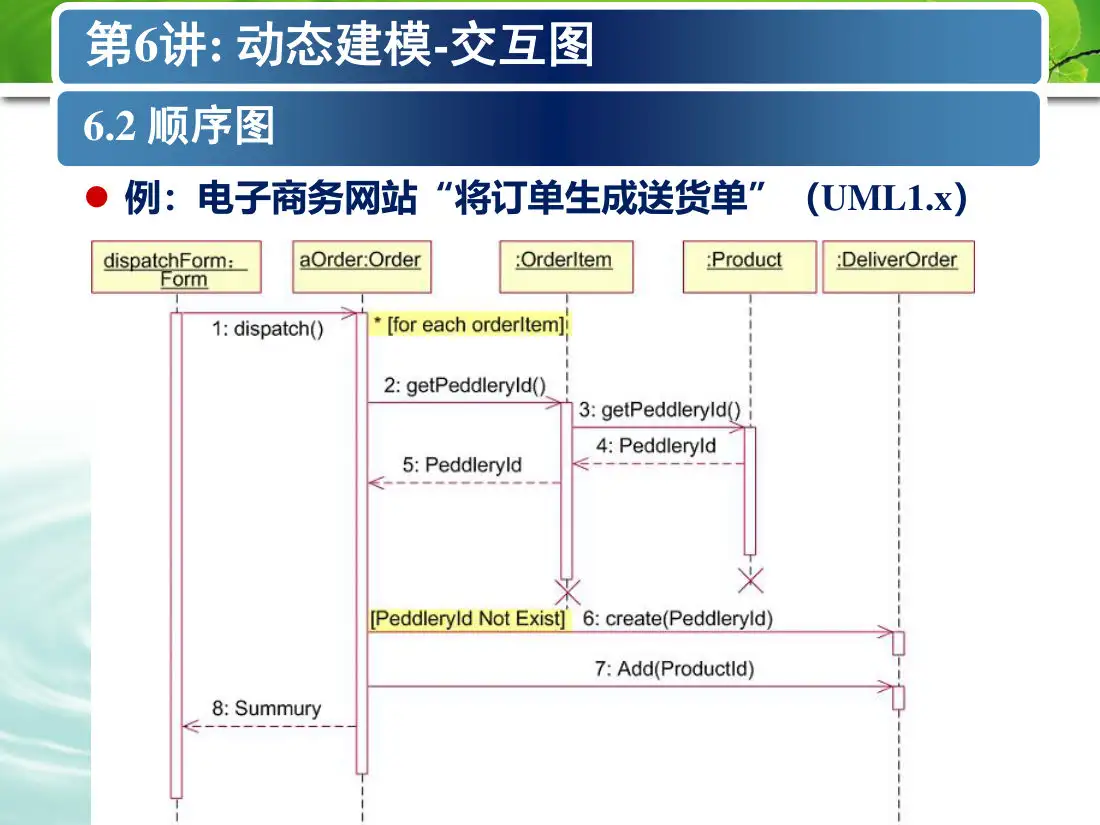 第6讲: 动态建模-交互图
6.2 顺序图
例：电子商务网站“将订单生成送货单”（UML1.x）
dispatchForm：
Form
aOrder:Order
:OrderItem
:Product
:DeliverOrder
1: dispatch()
* [for each orderItem]
2: getPeddleryId()
3: getPeddleryId()
4: PeddleryId
5: PeddleryId
[PeddleryId Not Exist]
6: create(PeddleryId)
7: Add(ProductId)
8: Summury